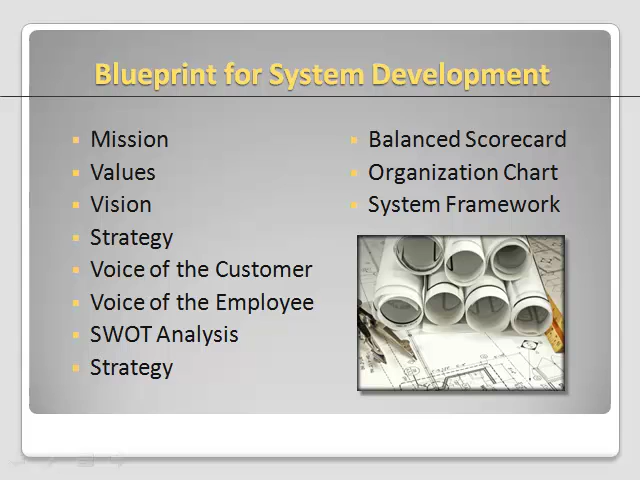 Blueprint for System Development
Mission
Values
Vision
Strategy
Voice of the Customer
Voice of the Employee
SWOT Analysis
Strategy
Balanced Scorecard
Organization Chart
System Framework